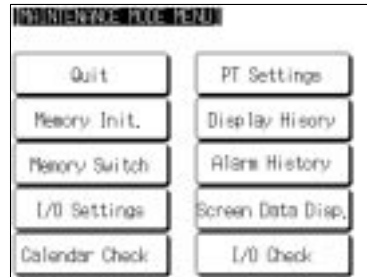 MAINTENANCE MODE MENU
Quit
PT Settings
Memory Init.
Display Hisory
Memory Switch
Alarm History
I/O Settings
Screen Data Disp.
Calendar Check
I/O Check